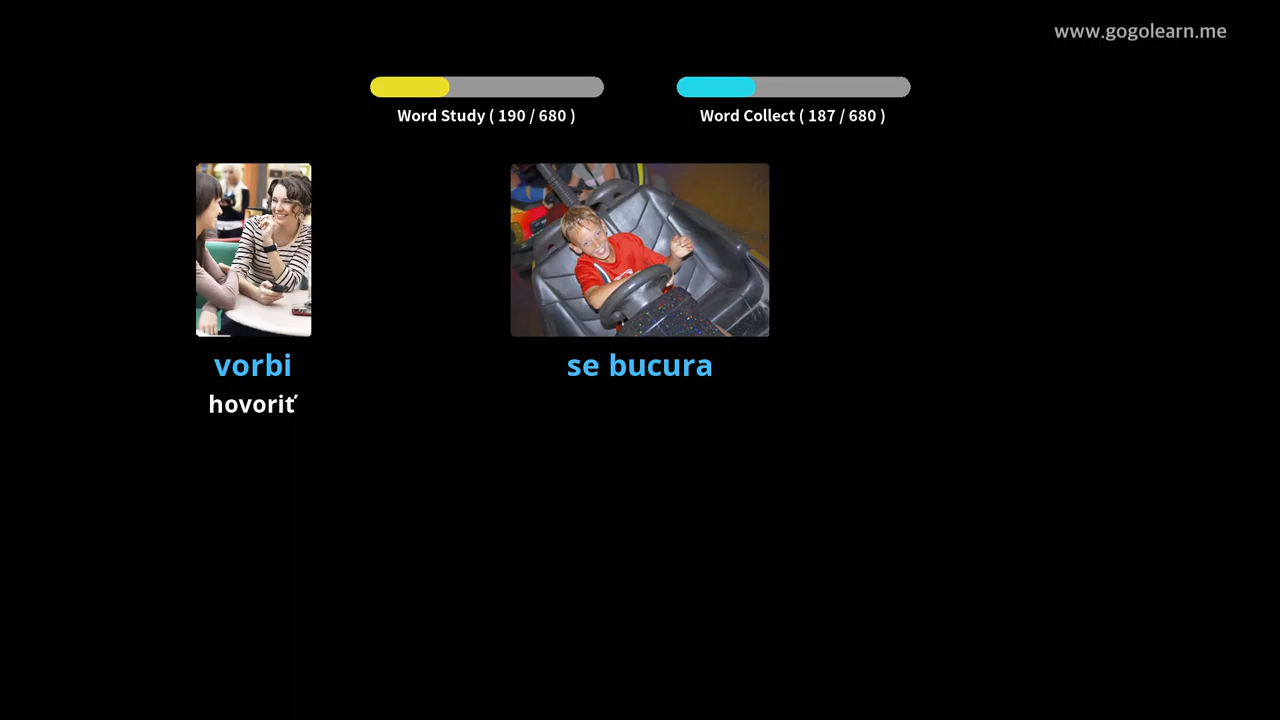 www.gogolearn.me
Word Study ( 190 / 680 )
Word Collect ( 187 / 680 )
vorbi
hovoriť
se bucura